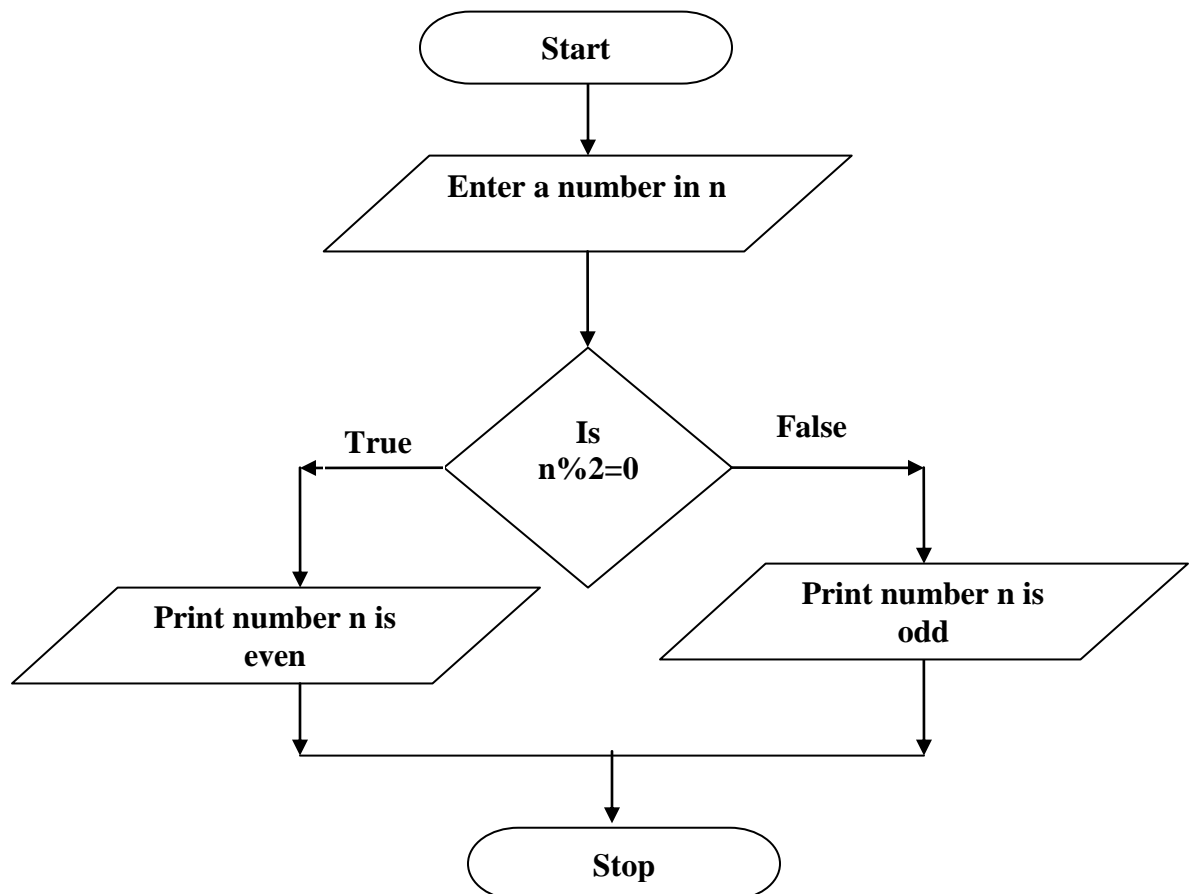 Start
Enter a number in n
True
Is
n%2=0
False
Print number n is
even
Print number n is
odd
Stop